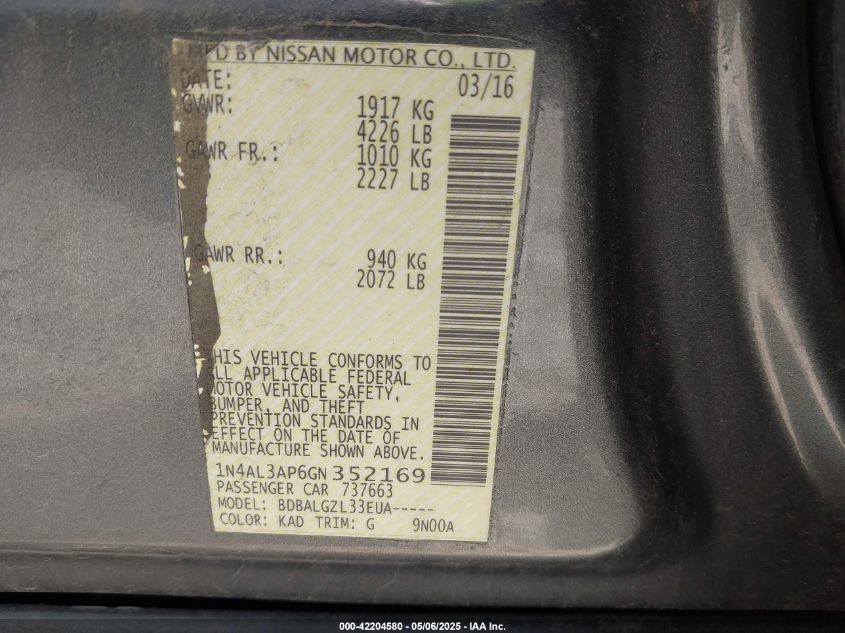 MFD BY NISSAN MOTOR CO., LTD.
DATE: 03/16
GVWR: 1917 KG
4226 LB
GAWR FR.: 1010 KG
2227 LB
GAWR RR.: 940 KG
2072 LB
THIS VEHICLE CONFORMS TO
ALL APPLICABLE FEDERAL
MOTOR VEHICLE SAFETY,
BUMPER, AND THEFT
PREVENTION STANDARDS IN
EFFECT ON THE DATE OF
MANUFACTURE SHOWN ABOVE.
1N4AL3AP6GN352169
PASSENGER CAR 737663
MODEL: BDBALGZL33EUA-----
COLOR: KAD TRIM: G 9N00A
000-42204580 - 05/06/2025 - IAA Inc.